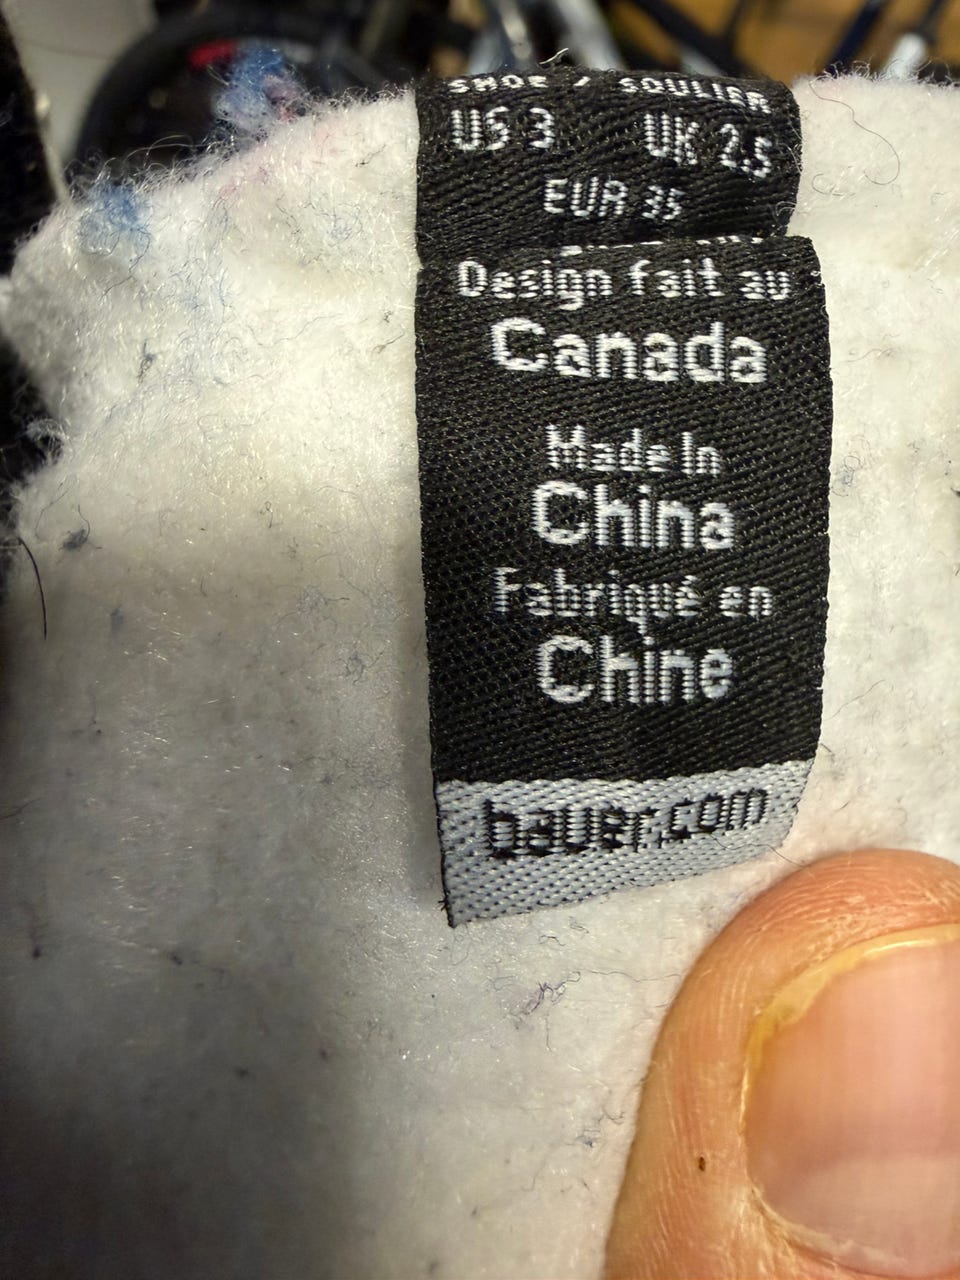 SHOE / SOULIER
US 3 UK 2.5
EUR 35
Design fait au
Canada
Made In
China
Fabriqué en
Chine
bauer.com